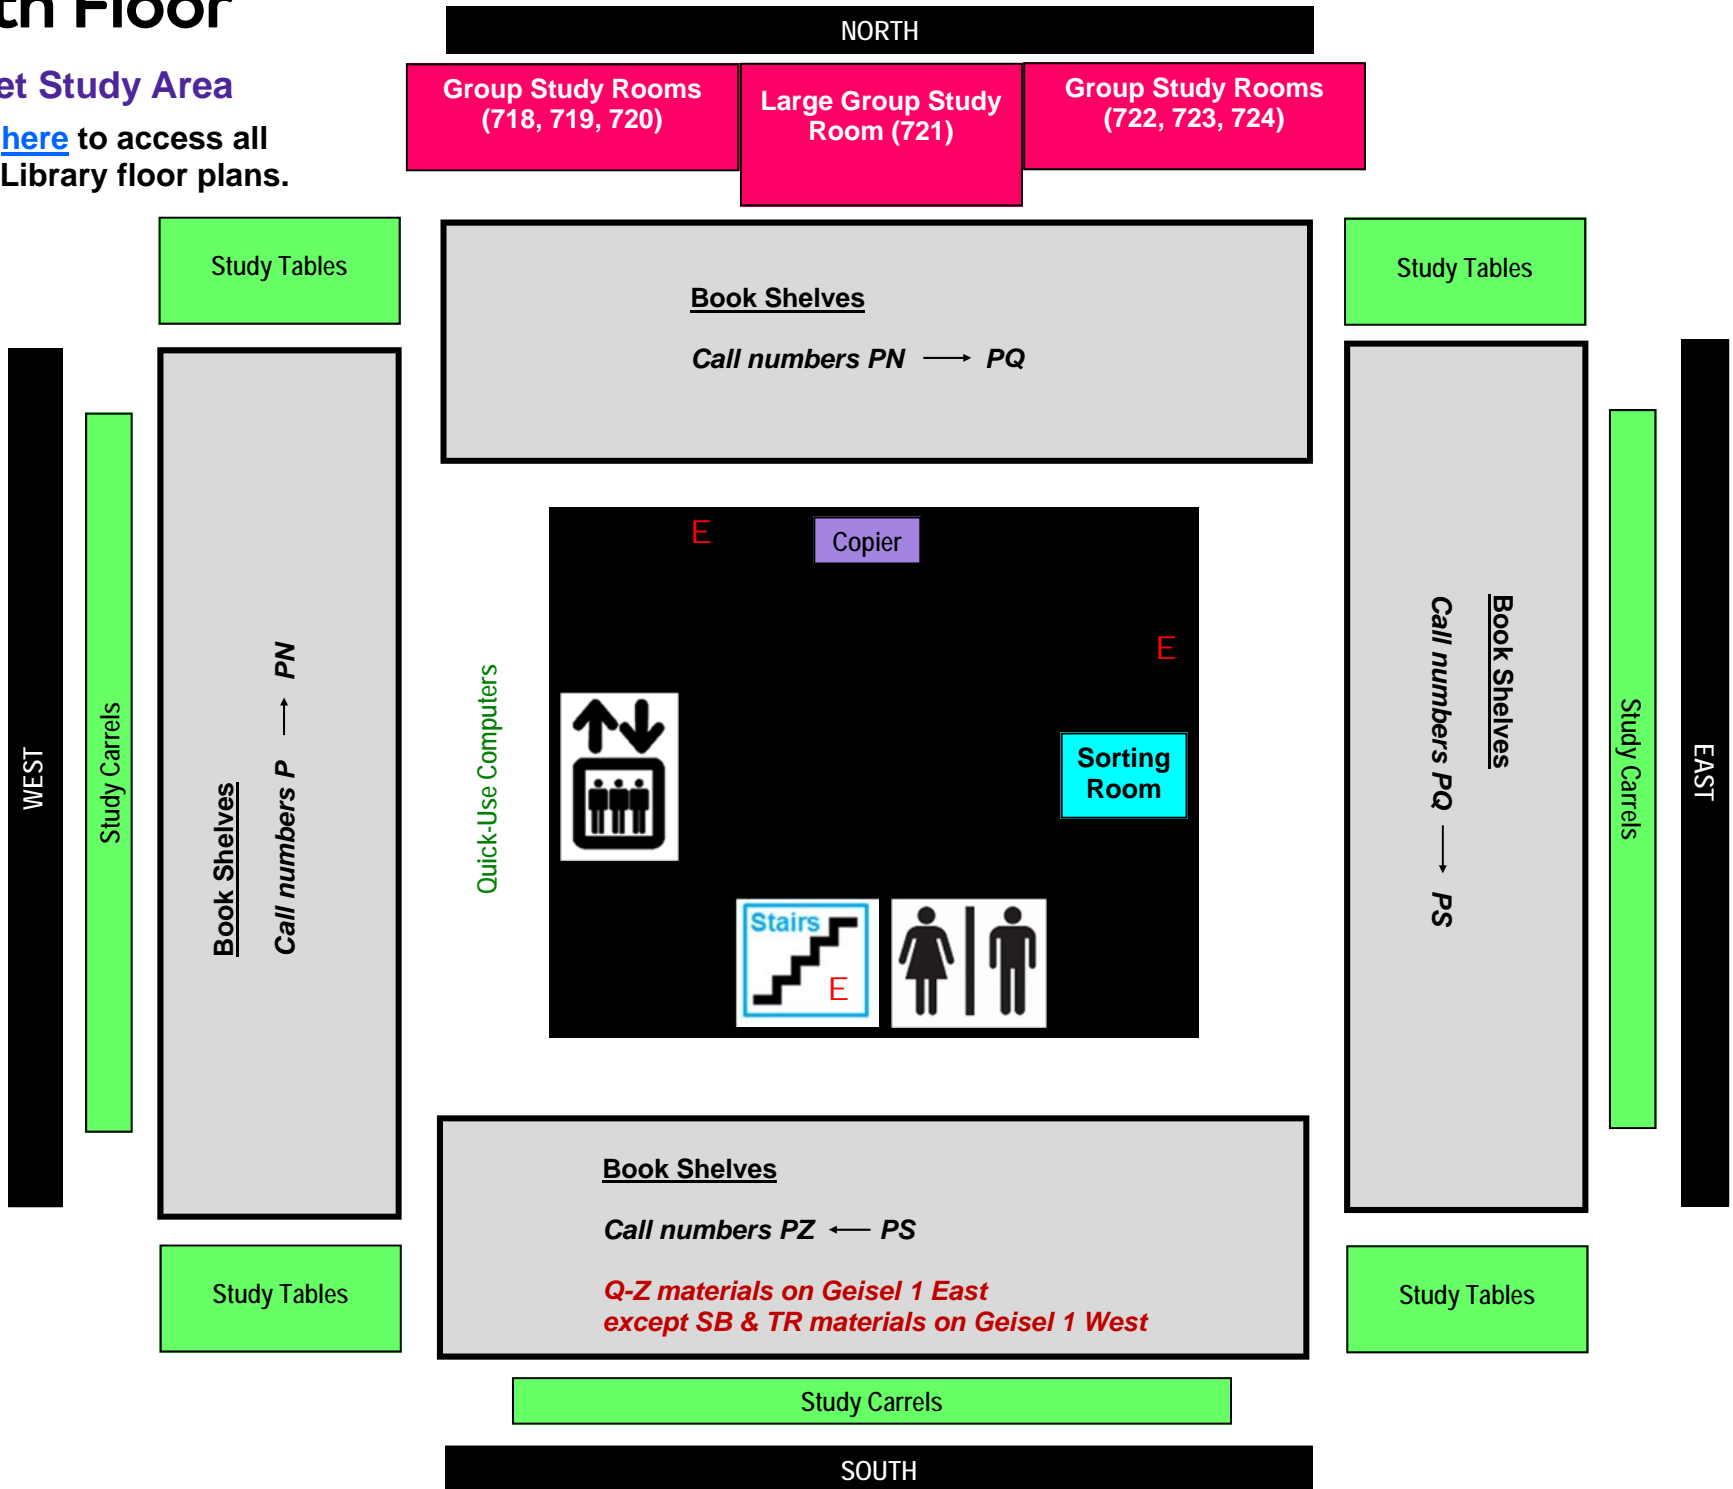 th Floor
et Study Area
here to access all
Library floor plans.
NORTH
Group Study Rooms
(718, 719, 720)
Large Group Study
Room (721)
Group Study Rooms
(722, 723, 724)
Study Tables
Book Shelves
Call numbers PN → PQ
Study Tables
WEST
Study Carrels
Book Shelves
Call numbers P → PN
Quick-Use Computers
E
Copier
E
Sorting
Room
Stairs
E
Book Shelves
Call numbers PQ → PS
Study Carrels
EAST
Study Tables
Book Shelves
Call numbers PZ ← PS
Q-Z materials on Geisel 1 East
except SB & TR materials on Geisel 1 West
Study Tables
Study Carrels
SOUTH